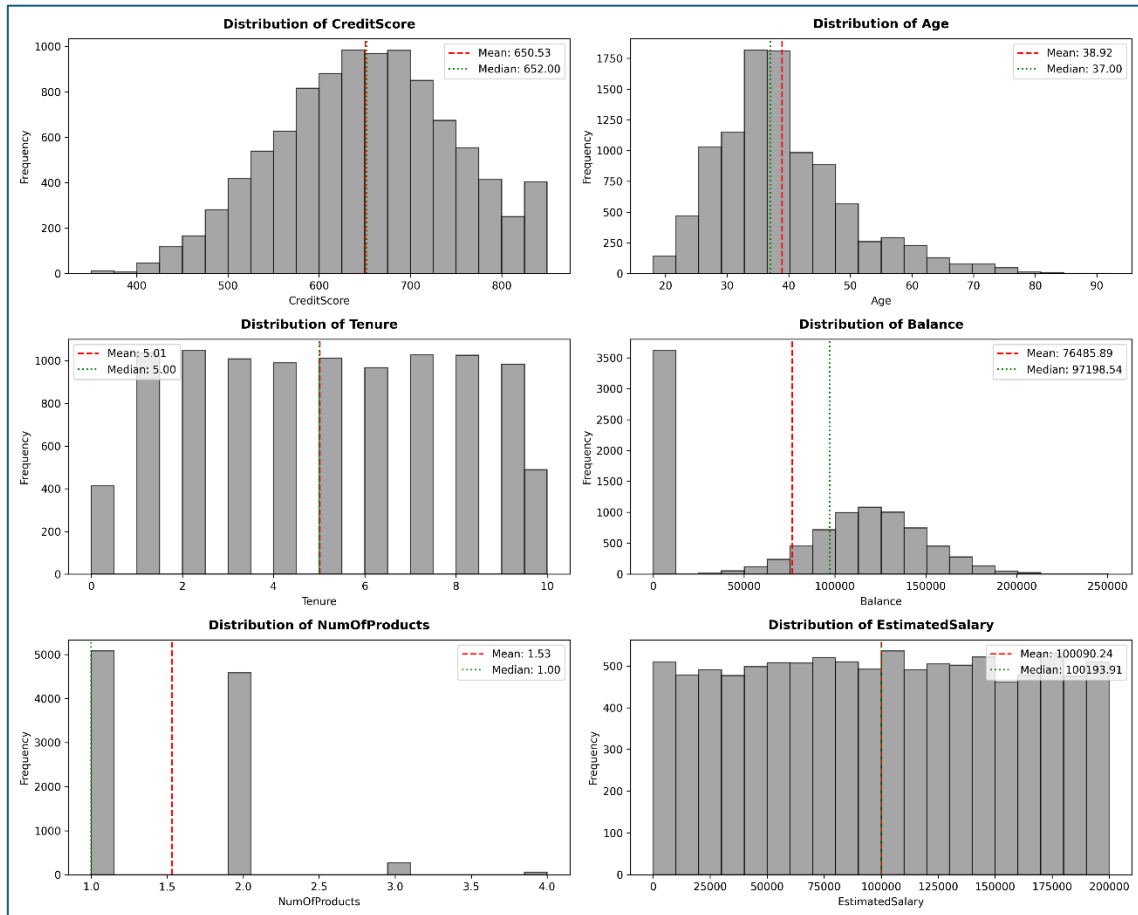 Distribution of CreditScore
Mean: 650.53
Median: 652.00
1000
800
600
400
200
0
Frequency
400 500 600 700 800
CreditScore
Distribution of Age
Mean: 38.92
Median: 37.00
1750
1500
1250
1000
750
500
250
0
Frequency
20 30 40 50 60 70 80 90
Age
Distribution of Tenure
Mean: 5.01
Median: 5.00
1000
800
600
400
200
0
Frequency
0 2 4 6 8 10
Tenure
Distribution of Balance
Mean: 76485.89
Median: 97198.54
3500
3000
2500
2000
1500
1000
500
0
Frequency
0 50000 100000 150000 200000 250000
Balance
Distribution of NumOfProducts
Mean: 1.53
Median: 1.00
5000
4000
3000
2000
1000
0
Frequency
1.0 1.5 2.0 2.5 3.0 3.5 4.0
NumOfProducts
Distribution of EstimatedSalary
Mean: 100090.24
Median: 100193.91
500
400
300
200
100
0
Frequency
0 25000 50000 75000 100000 125000 150000 175000 200000
EstimatedSalary